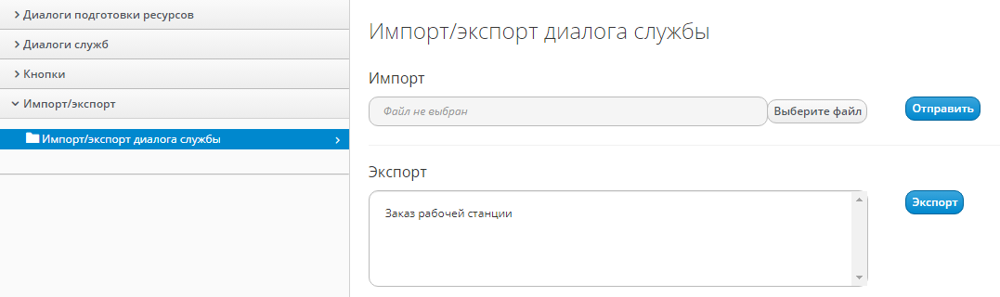 Диалоги подготовки ресурсов
Диалоги служб
Кнопки
Импорт/экспорт
Импорт/экспорт диалога службы
Импорт/экспорт диалога службы
Импорт
Файл не выбран
Выберите файл
Отправить
Экспорт
Заказ рабочей станции
Экспорт